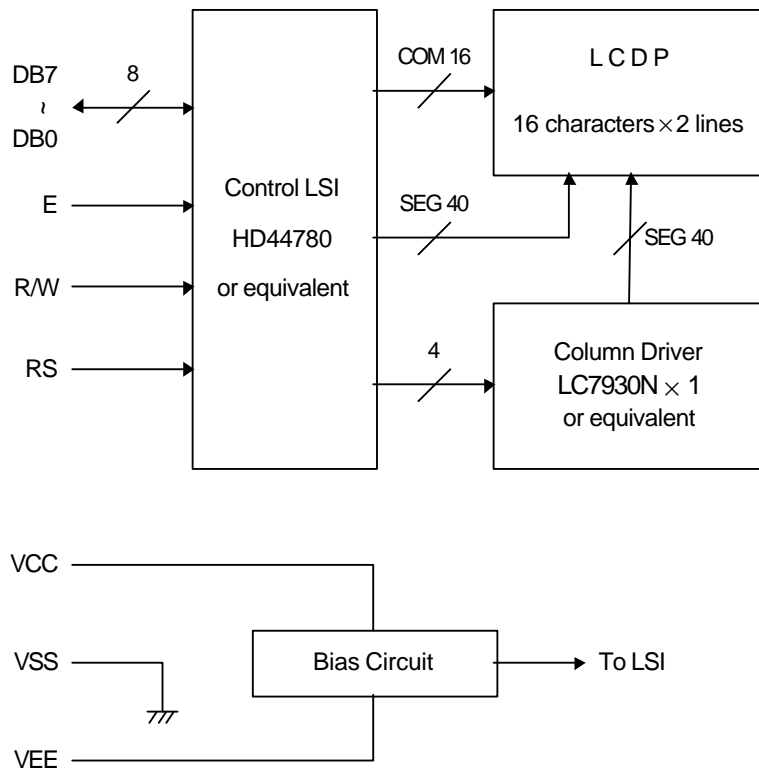 DB7
~
DB0
8
E
R/W
RS
Control LSI
HD44780
or equivalent
COM 16
SEG 40
4
L C D P
16 characters × 2 lines
SEG 40
Column Driver
LC7930N × 1
or equivalent
VCC
VSS
VEE
Bias Circuit
To LSI